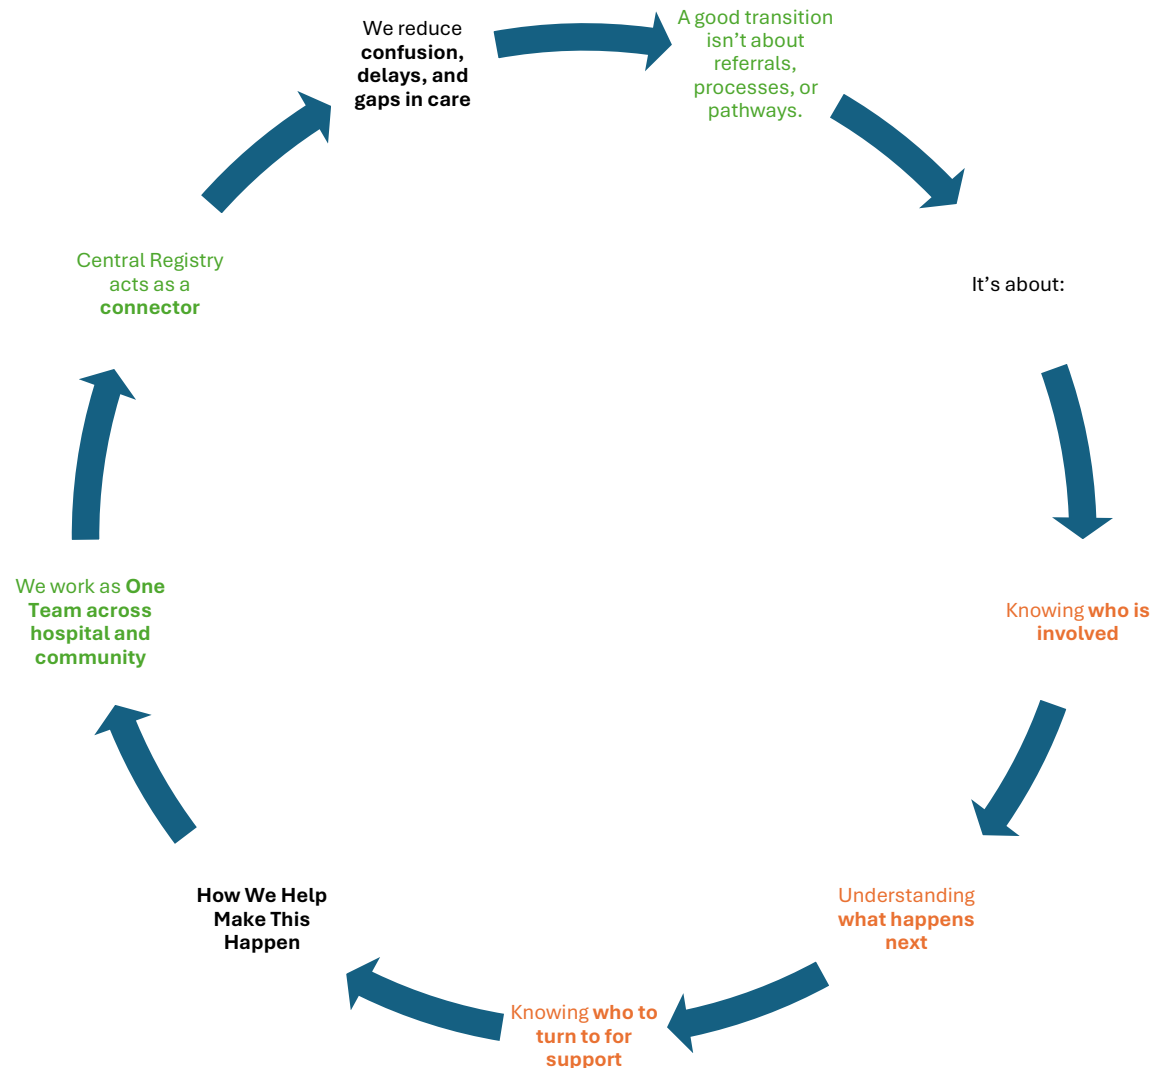 We reduce
confusion,
delays, and
gaps in care
A good transition
isn’t about
referrals,
processes, or
pathways.
It’s about:
Knowing who is
involved
Understanding
what happens
next
Knowing who to
turn to for
support
How We Help
Make This
Happen
We work as One
Team across
hospital and
community
Central Registry
acts as a
connector